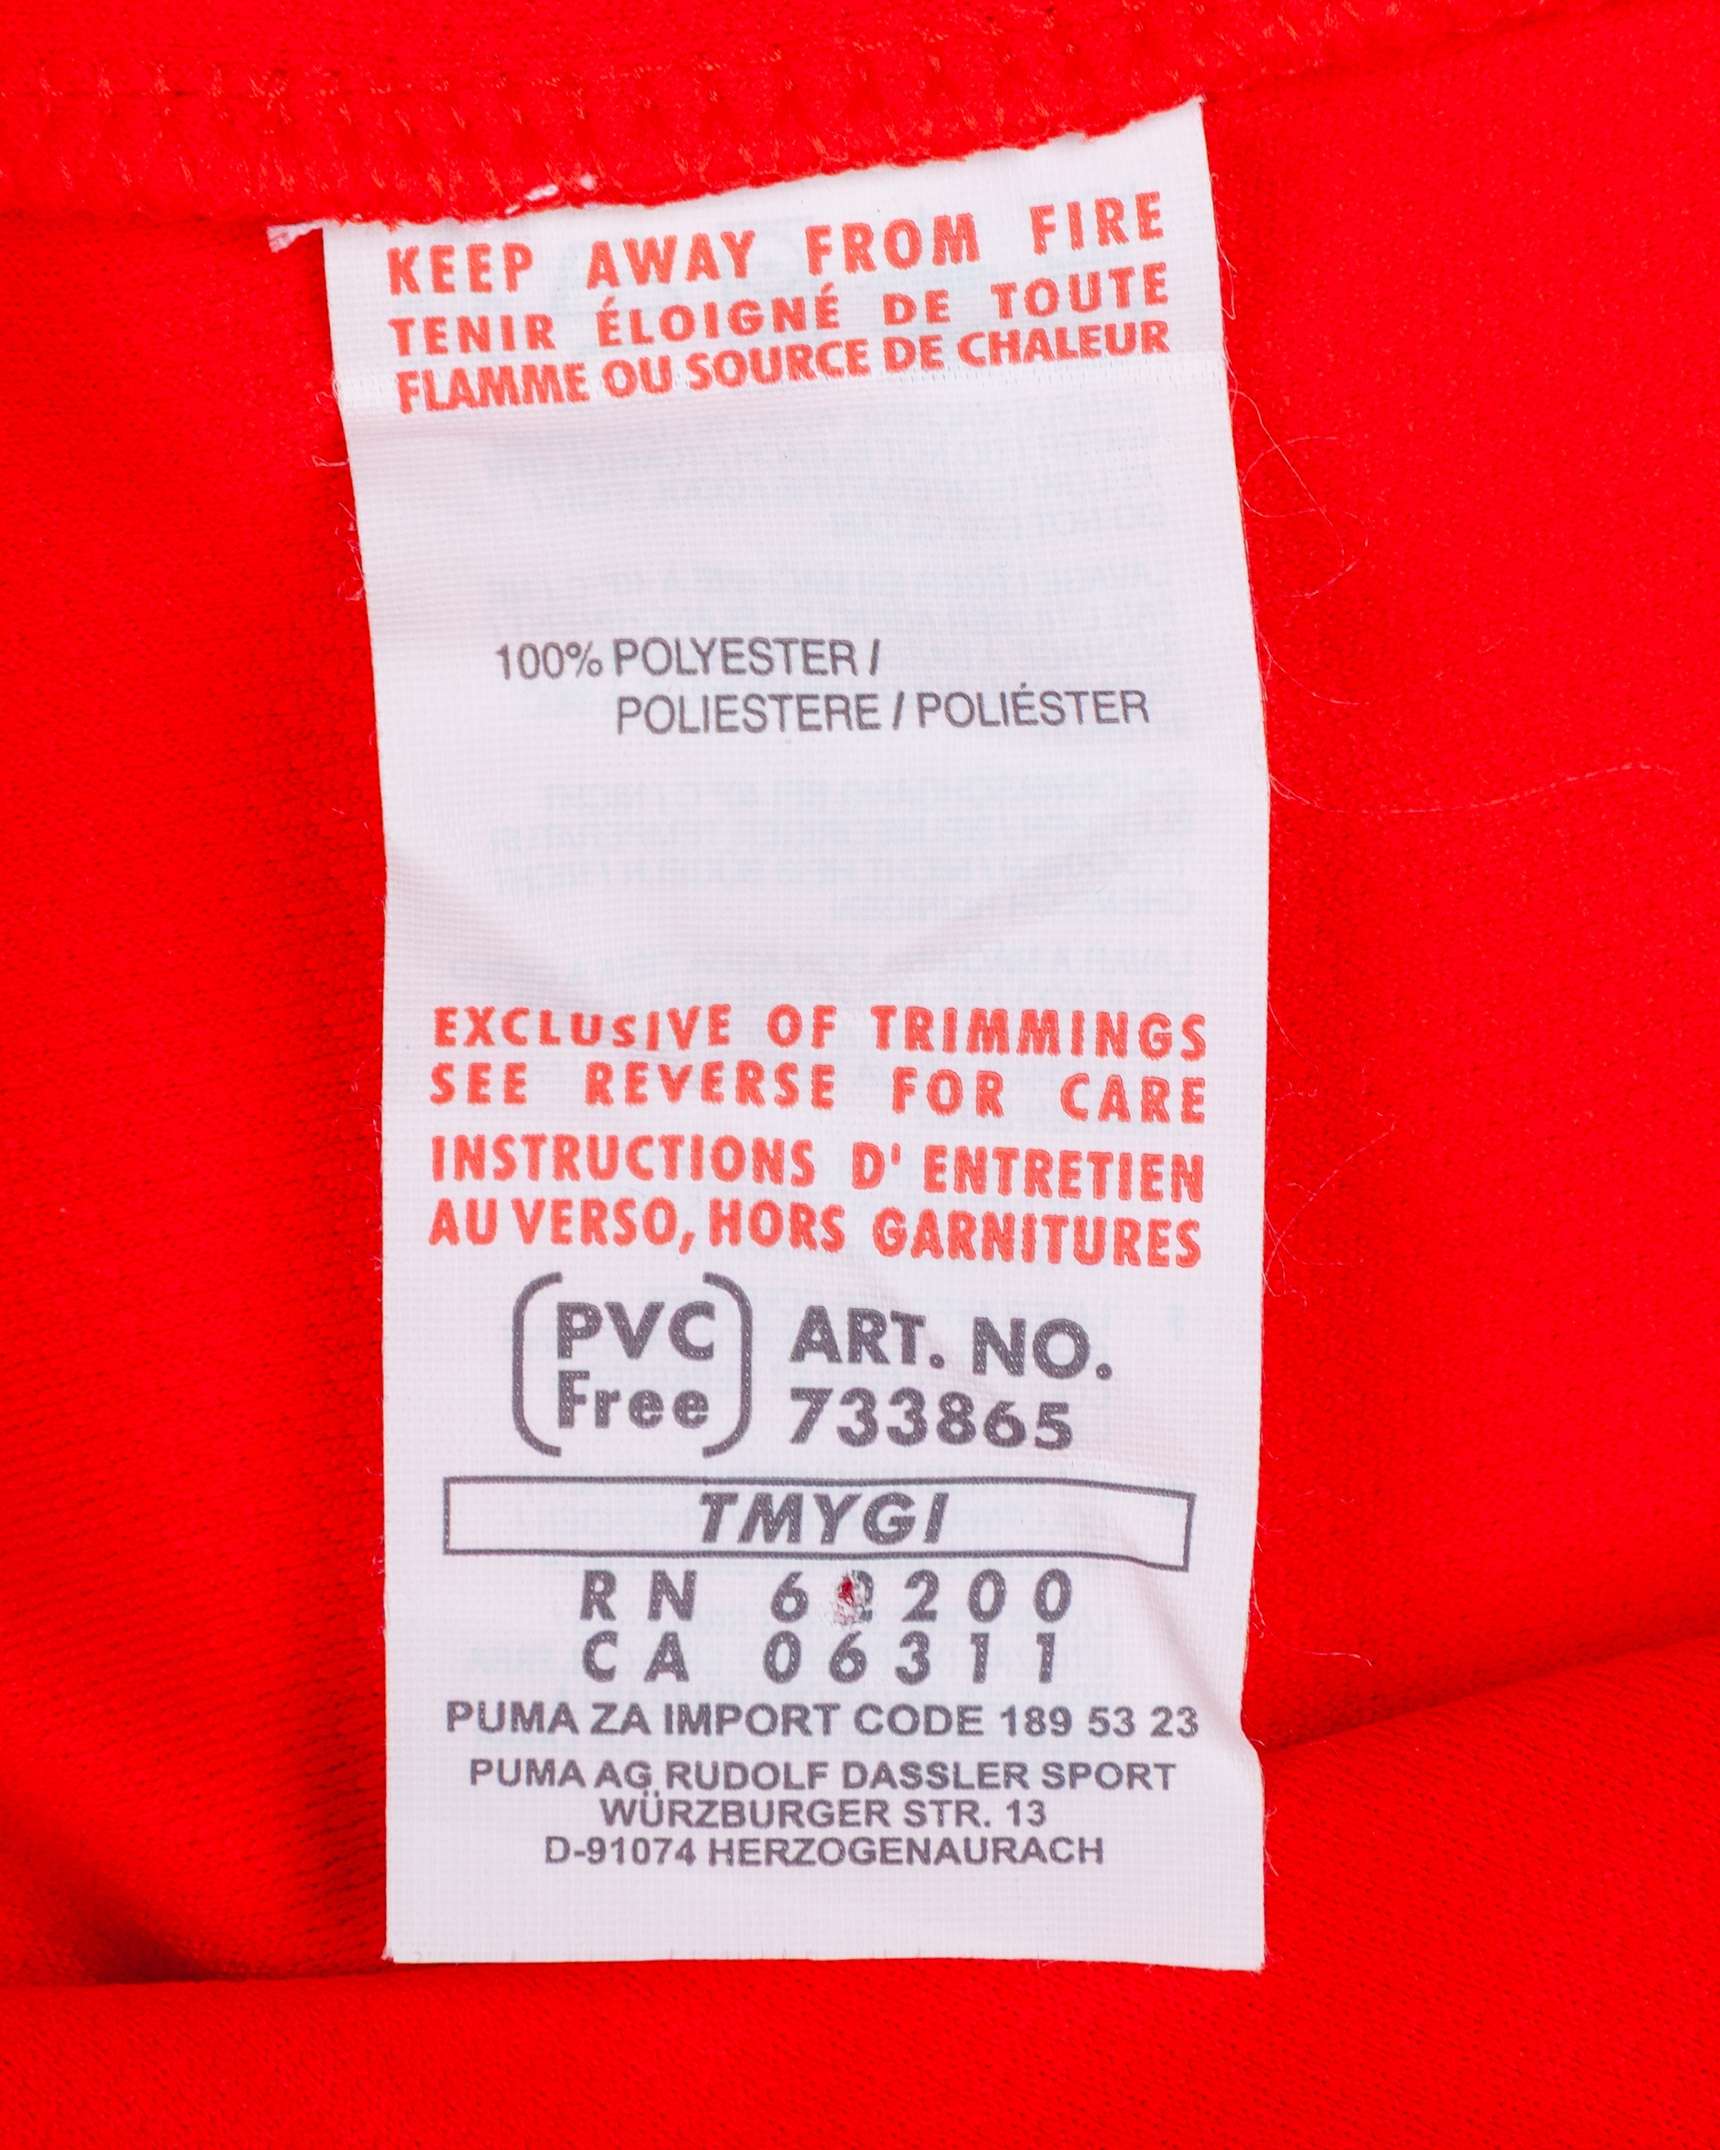 KEEP AWAY FROM FIRE
TENIR ÉLOIGNÉ DE TOUTE
FLAMME OU SOURCE DE CHALEUR
100% POLYESTER /
POLIESTERE / POLIÉSTER
EXCLUSIVE OF TRIMMINGS
SEE REVERSE FOR CARE
INSTRUCTIONS D' ENTRETIEN
AU VERSO, HORS GARNITURES
PVC ART. NO.
Free 733865
TMYGI
RN
CA 06311
PUMA ZA IMPORT CODE 189 53 23
PUMA AG RUDOLF DASSLER SPORT
WÜRZBURGER STR. 13
D-91074 HERZOGENAURACH